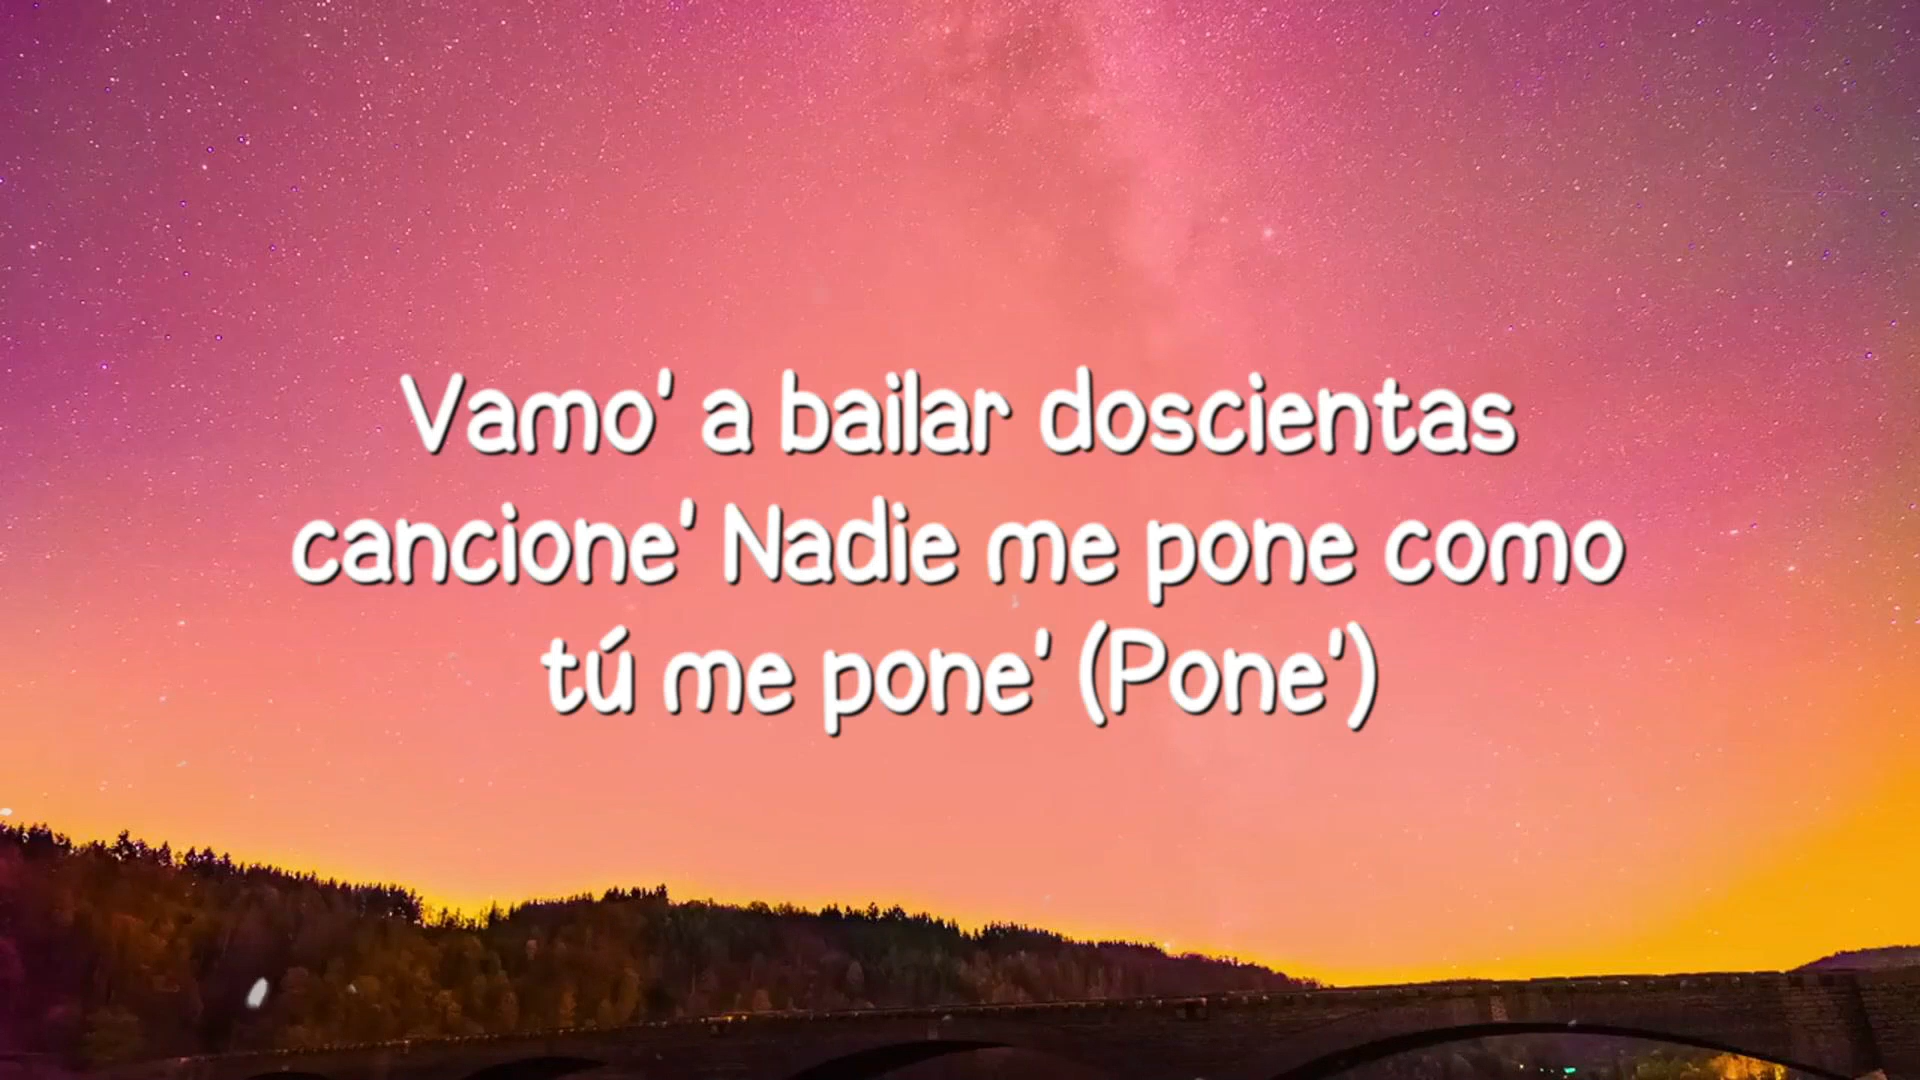 Vamo' a bailar doscientas
cancione' Nadie me pone como
tú me pone' (Pone')